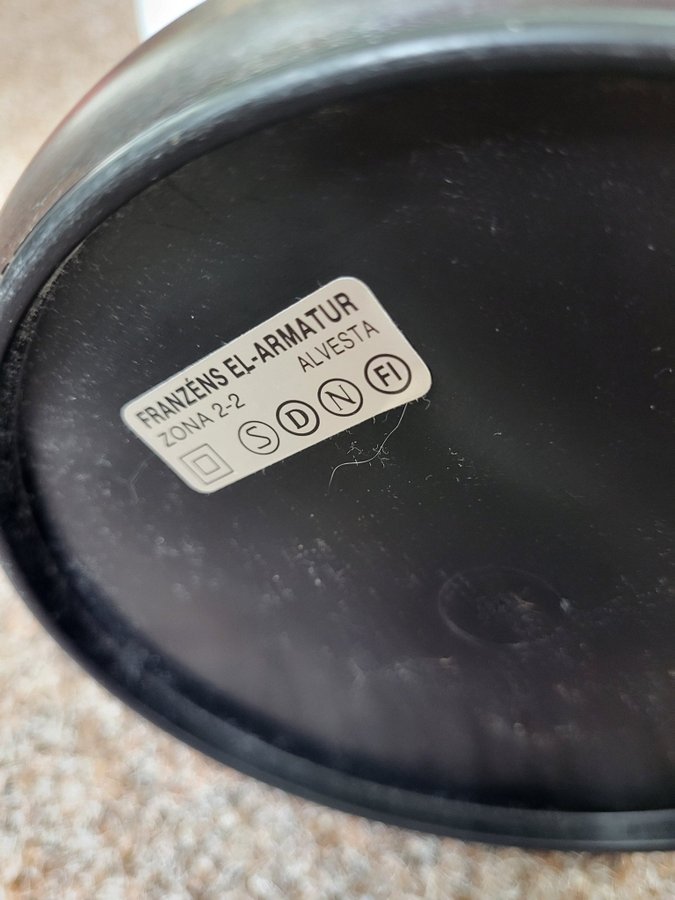 FRANZÉNS EL-ARMATUR
ZONA 2-2 ALVESTA
S D N FI